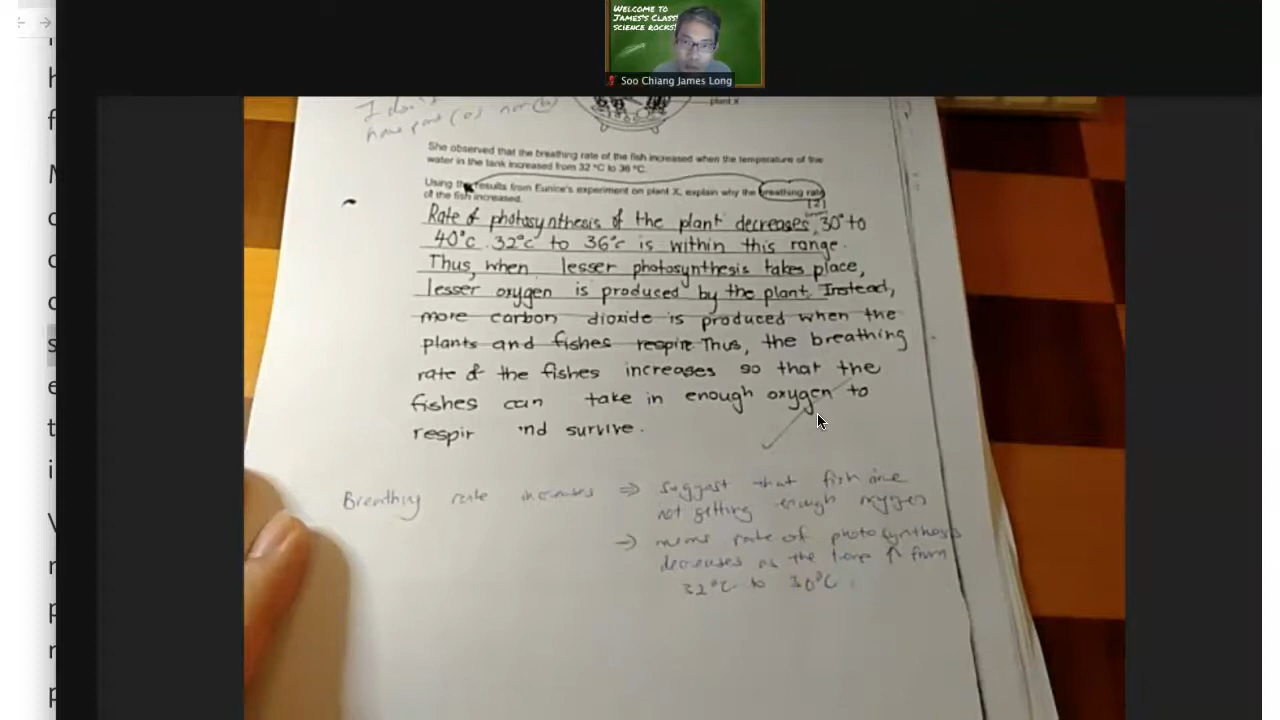 WELCOME TO
JAMES'S CLASS!
SCIENCE ROCKS!
Soo Chiang James Long
plant X
She observed that the breathing rate of the fish increased when the temperature of the
water in the tank increased from 32 °C to 36 °C.
Using the results from Eunice's experiment on plant X, explain why the breathing rate
of the fish increased.
[2]
Rate of photosynthesis of the plant decreases, 30° to
40°c. 32°c to 36°c is within this range.
Thus, when lesser photosynthesis takes place,
lesser oxygen is produced by the plant. Instead,
more carbon dioxide is produced when the
plants and fishes respire. Thus, the breathing
rate of the fishes increases so that the
fishes can take in enough oxygen to
respir nd survive.
Breathing rate increases ⇒ suggest that fish are
not getting enough oxygen
→ means rate of photosynthesis
decreases as the temp ↑ from
32°C to 30°C.